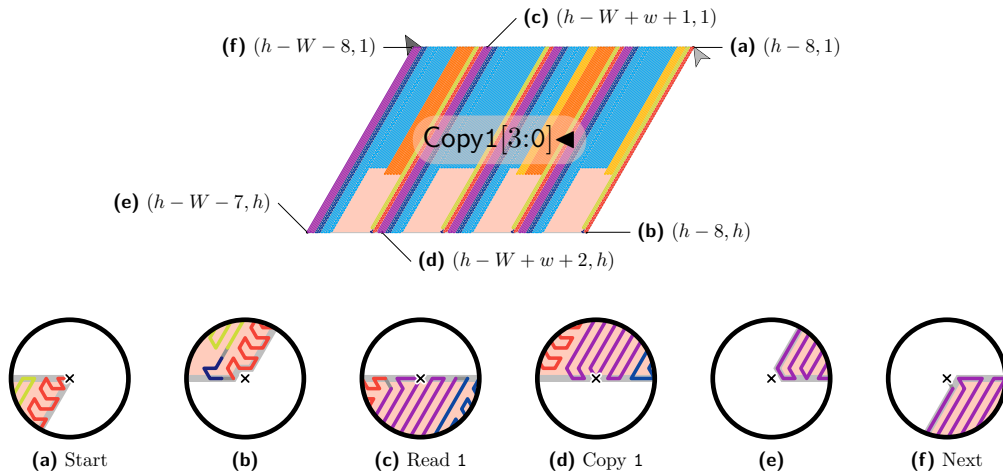 (c) (h − W + w + 1, 1)
(f) (h − W − 8, 1)
(a) (h − 8, 1)
Copy1[3:0]◀
(e) (h − W − 7, h)
(b) (h − 8, h)
(d) (h − W + w + 2, h)
(a) Start
(b)
(c) Read 1
(d) Copy 1
(e)
(f) Next